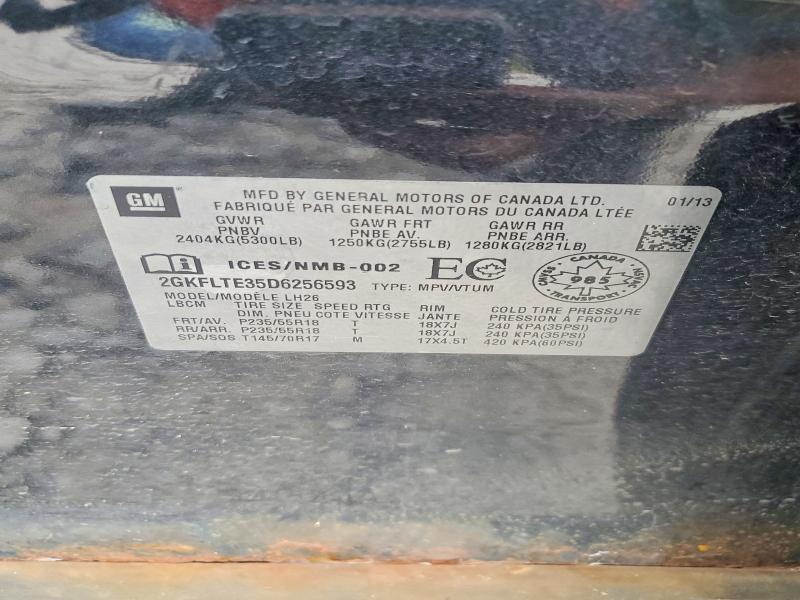 GM
MFD BY GENERAL MOTORS OF CANADA LTD. 01/13
FABRIQUÉ PAR GENERAL MOTORS DU CANADA LTÉE
GVWR GAWR FRT GAWR RR
PNBV PNBE AV. PNBE ARR.
2404KG(5300LB) 1250KG(2755LB) 1280KG(2821LB)
ICES/NMB-002 EC
CANADA
985
TRANSPORT
2GKFLTE35D6256593 TYPE: MPV/VTUM
MODEL/MODÈLE LH26
LBCM TIRE SIZE SPEED RTG RIM COLD TIRE PRESSURE
DIM. PNEU COTE VITESSE JANTE PRESSION A FROID
FRT/AV. P235/55R18 T 18X7J 240 KPA(35PSI)
RR/ARR. P235/55R18 T 18X7J 240 KPA(35PSI)
SPA/SOS T145/70R17 M 17X4.5T 420 KPA(60PSI)